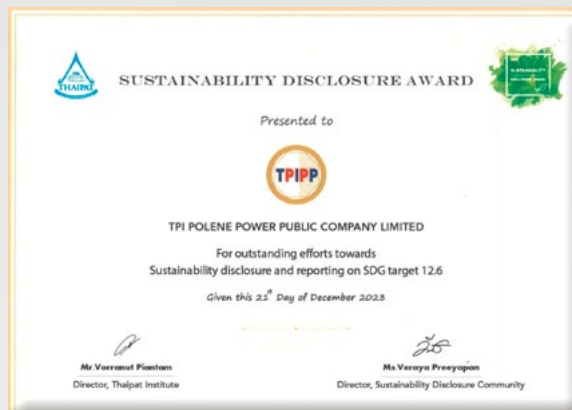 THAIPAT
SUSTAINABILITY DISCLOSURE AWARD
SUSTAINABILITY
Presented to
TPIPP
TPI POLENE POWER PUBLIC COMPANY LIMITED
For outstanding efforts towards
Sustainability disclosure and reporting on SDG target 12.6
Given this 21st Day of December 2023
Mr.Vorranut Piantam
Ms.Veraya Preeyapan
Director, Thaipat Institute
Director, Sustainability Disclosure Community